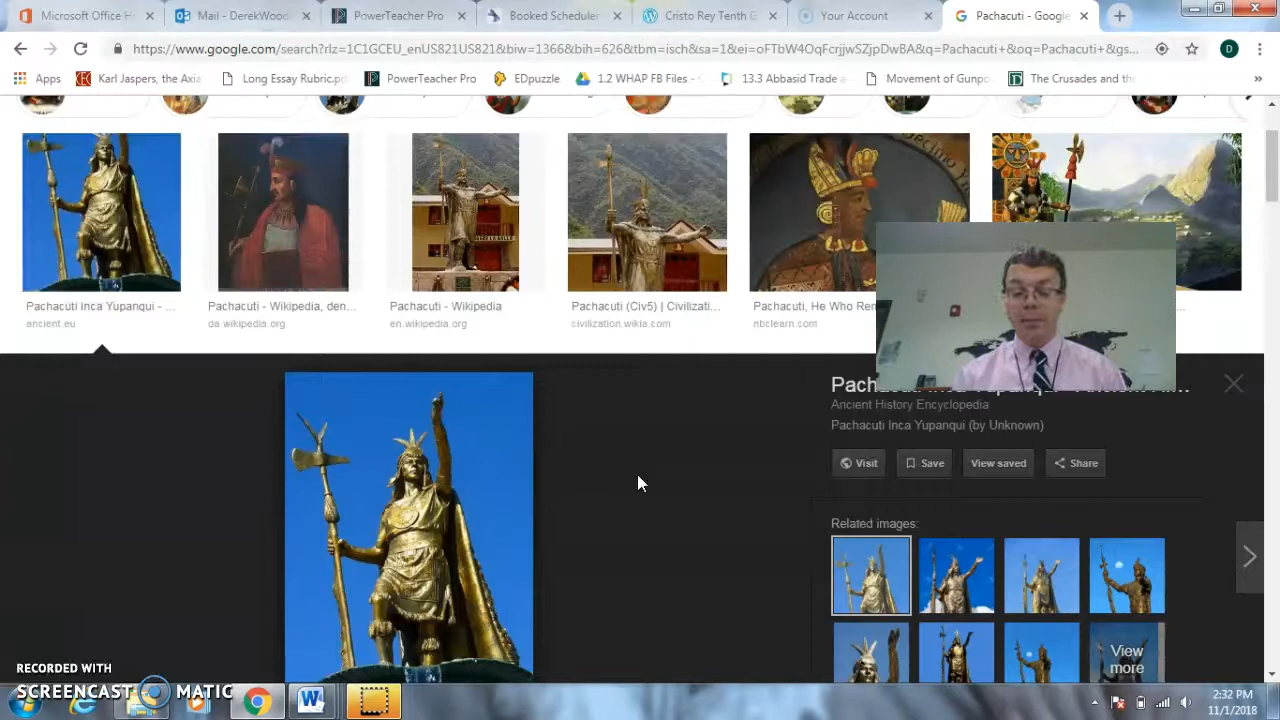 Microsoft Office H
Mail - DerekWood
PowerTeacher Pro
Booked Scheduler
Cristo Rey Tenth G
Your Account
Pachacuti - Google
https://www.google.com/search?rlz=1C1GCEU_enUS821US821&biw=1366&bih=626&tbm=isch&sa=1&ei=oFTbW4OqFcrjjwSZjpDwBA&q=Pachacuti+&oq=Pachacuti+&gs...
D
Apps
Karl Jaspers, the Axia
Long Essay Rubric.pd
PowerTeacher Pro
EDpuzzle
1.2 WHAP FB Files -
13.3 Abbasid Trade
Movement of Gunpo
The Crusades and th
»
Pachacuti Inca Yupanqui - ...
ancient.eu
Pachacuti - Wikipedia, den...
da.wikipedia.org
Pachacuti - Wikipedia
en.wikipedia.org
Pachacuti (Civ5) | Civilizati...
civilization.wikia.com
Pachacuti, He Who Ren
nbclearn.com
Ancient History Encyclopedia
Pachacuti Inca Yupanqui (by Unknown)
Visit
Save
View saved
Share
Related images:
View
more
RECORDED WITH
SCREENCAST MATIC
2:32 PM
11/1/2018